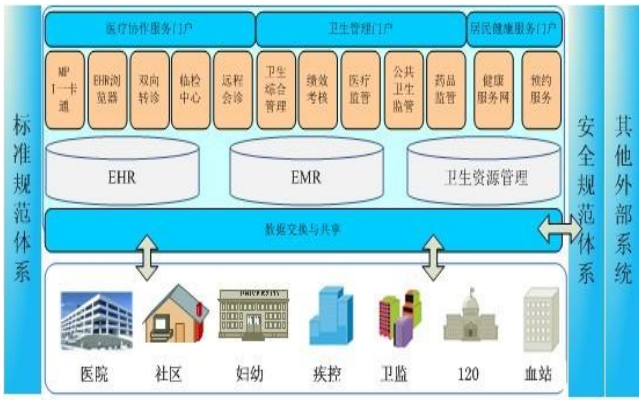 医疗协作服务门户
卫生管理门户
居民健康服务门户
MP
I一卡
通
EHR浏
览器
双向
转诊
临检
中心
远程
会诊
卫生
综合
管理
绩效
考核
医疗
监管
公共
卫生
监管
药品
监管
健康
服务网
预约
服务
标准规范体系
EHR
EMR
卫生资源管理
安全规范体系
其他外部系统
数据交换与共享
UNIVERSITY
医院
社区
妇幼
疾控
卫监
120
血站